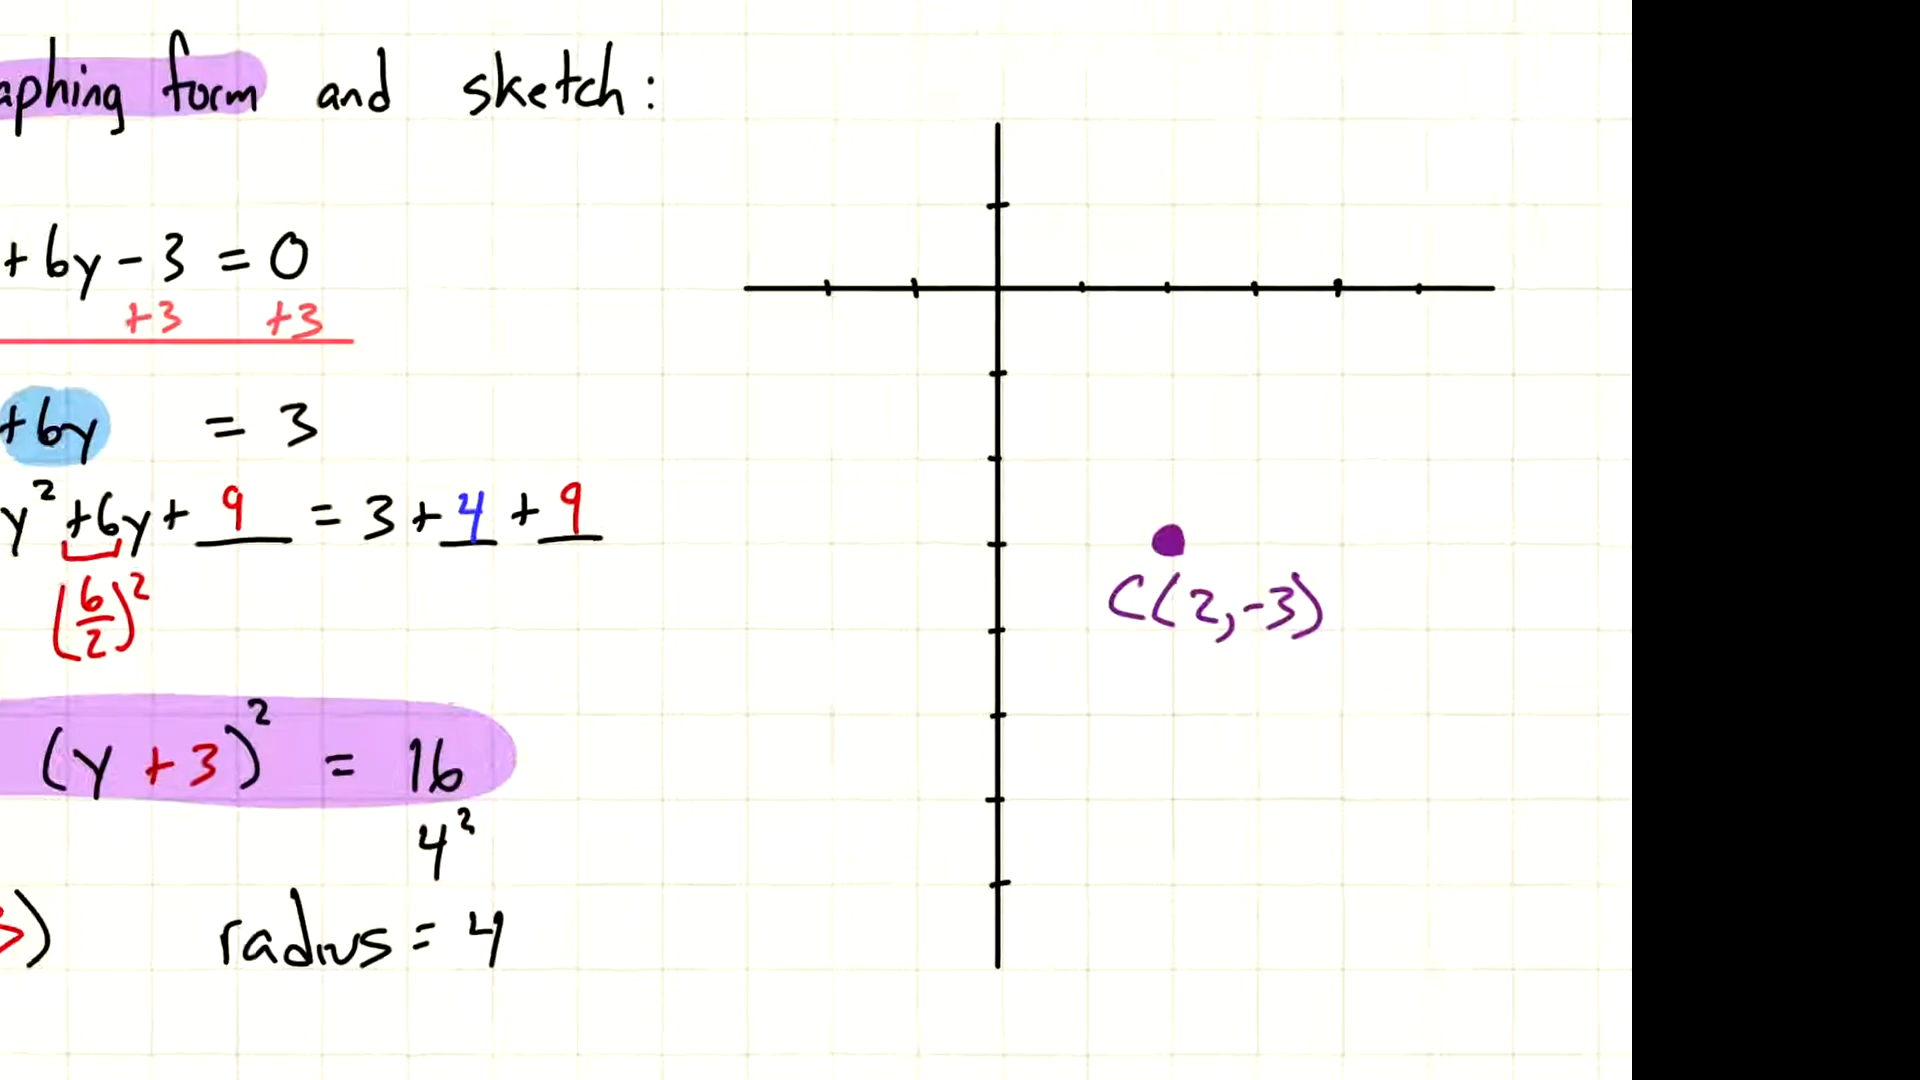 aphing form and sketch:
+6y-3 = 0
+3 +3
+6y = 3
y²+6y+ 9 = 3+4+9
(6/2)²
C(2,-3)
(y+3)² = 16
4²
) radius = 4